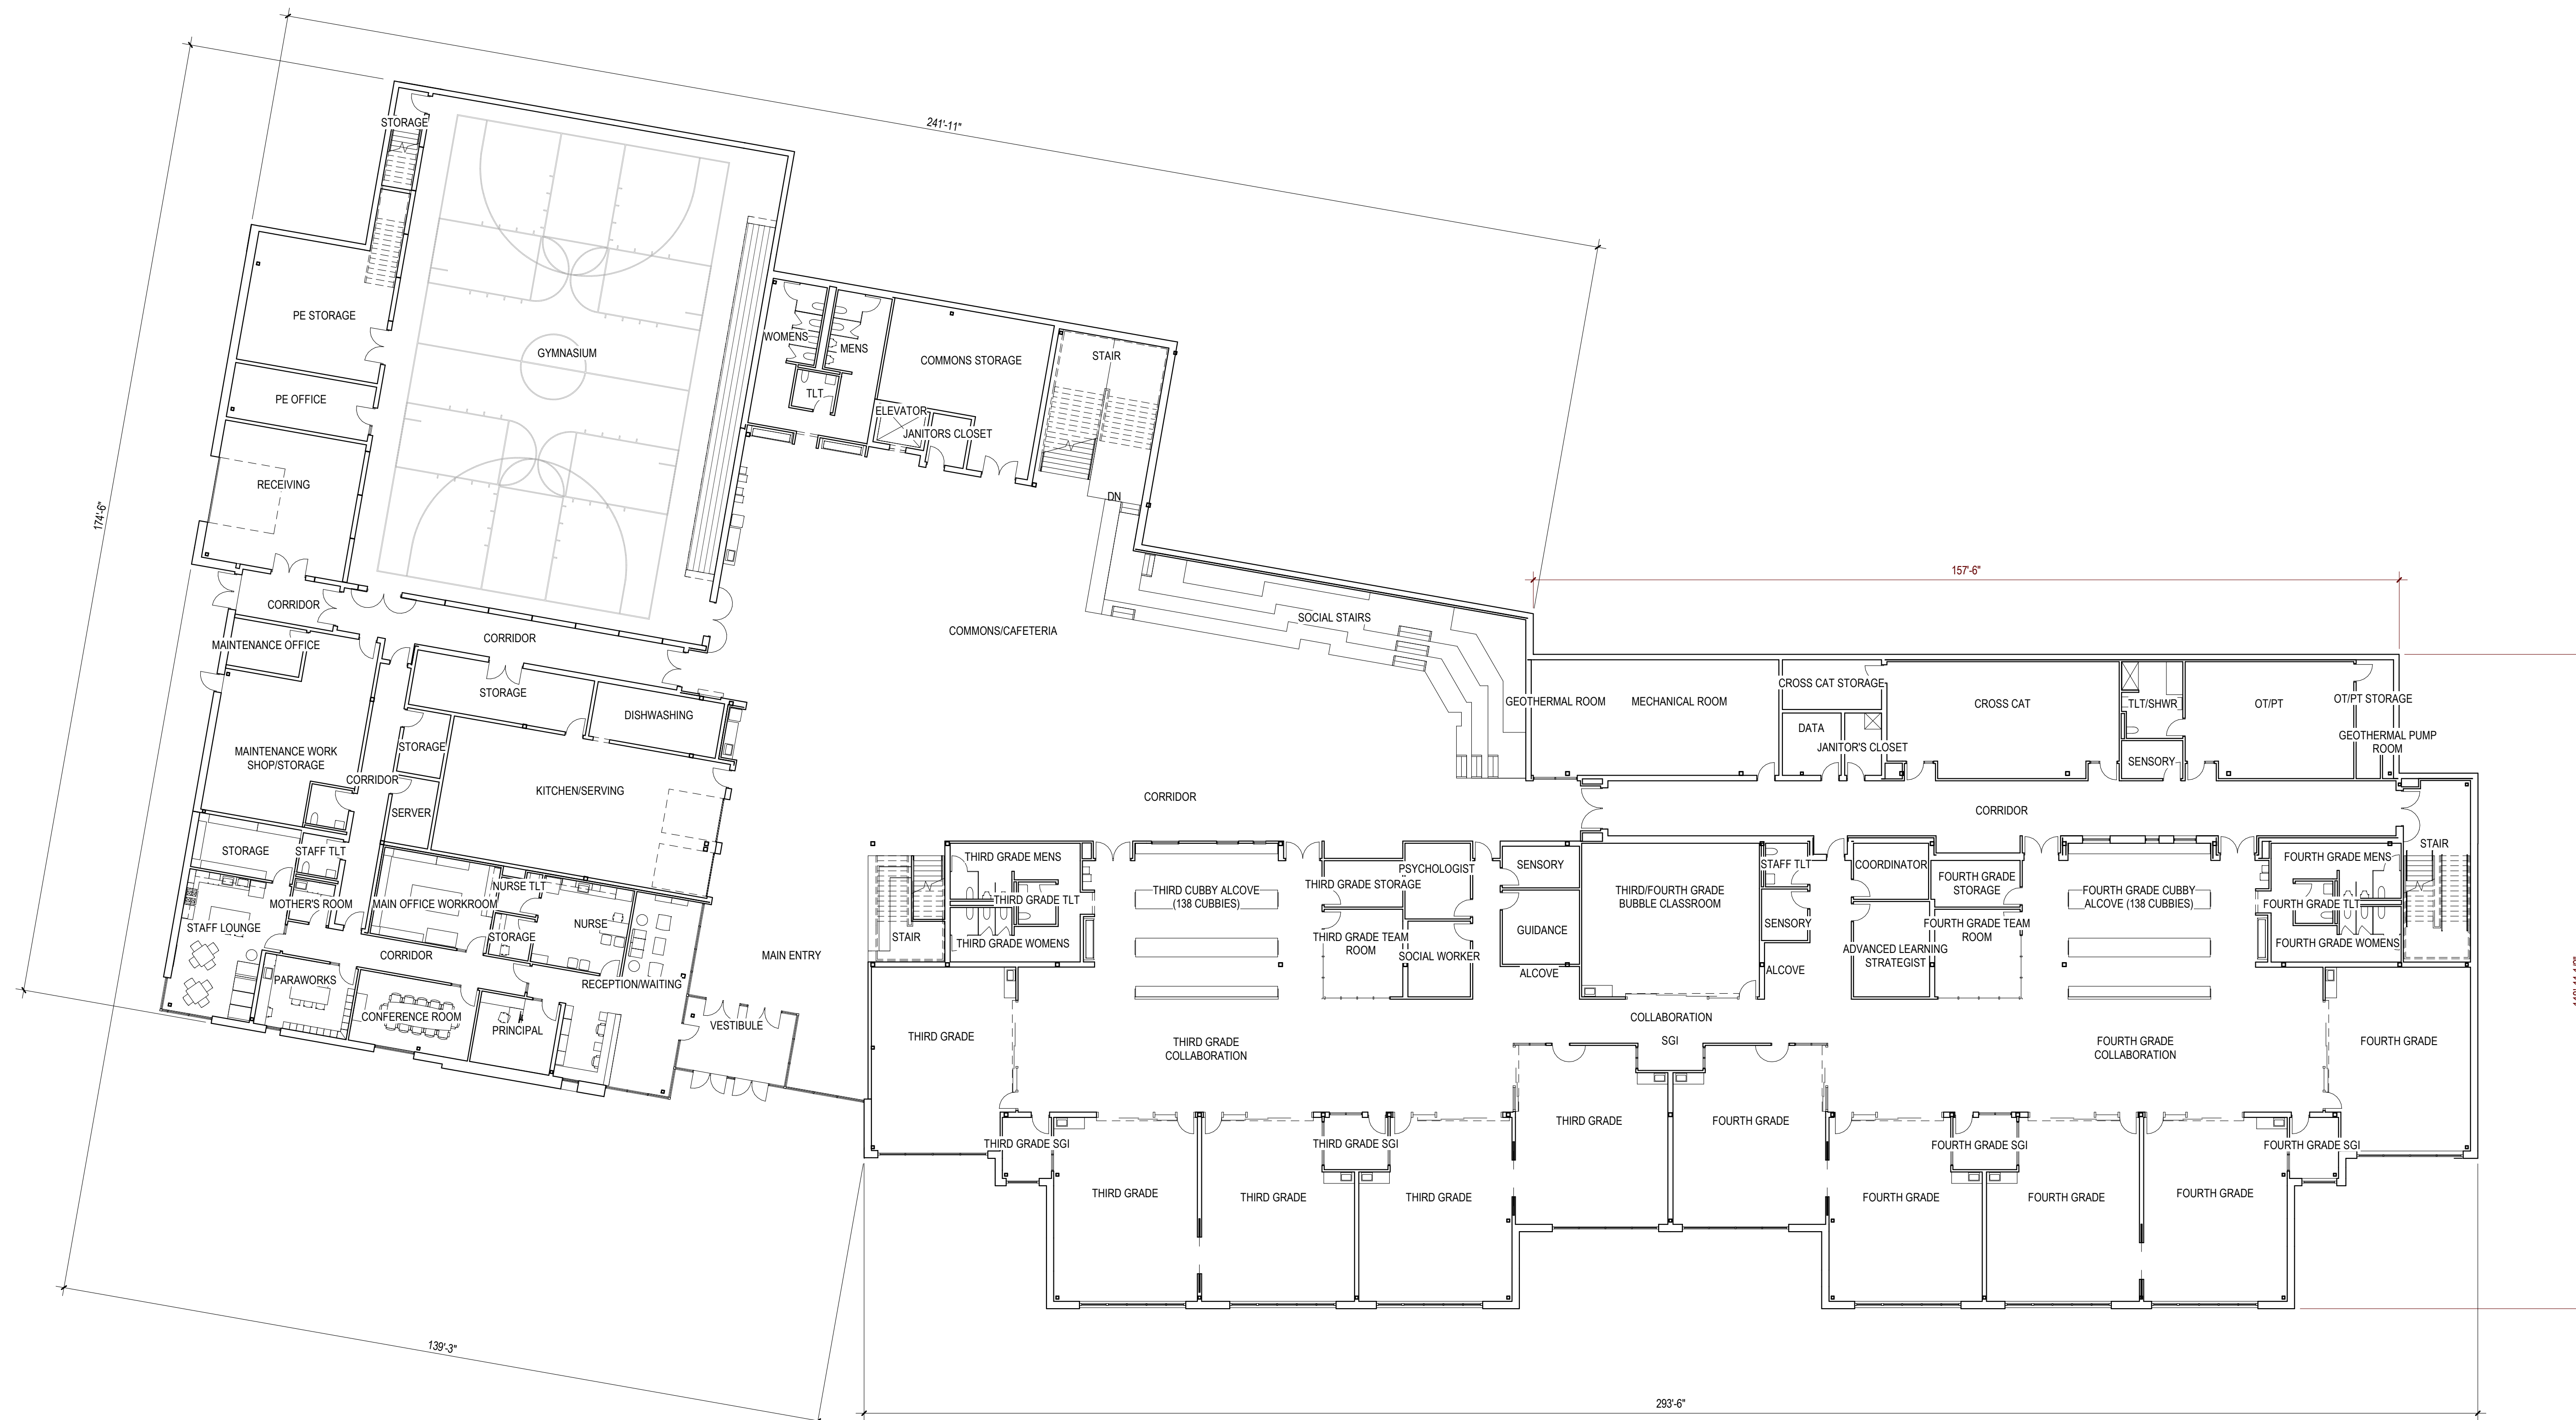 241'-11"
STORAGE
PE STORAGE
GYMNASIUM
WOMENS
MENS
COMMONS STORAGE
STAIR
TLT
PE OFFICE
ELEVATOR
JANITORS CLOSET
RECEIVING
DN
174'-6"
157'-6"
CORRIDOR
SOCIAL STAIRS
CORRIDOR
COMMONS/CAFETERIA
MAINTENANCE OFFICE
STORAGE
DISHWASHING
STORAGE
MAINTENANCE WORK
SHOP/STORAGE
CORRIDOR
KITCHEN/SERVING
SERVER
CORRIDOR
GEOTHERMAL ROOM
MECHANICAL ROOM
CROSS CAT STORAGE
DATA
JANITOR'S CLOSET
CROSS CAT
TLT/SHWR
SENSORY
OT/PT
OT/PT STORAGE
GEOTHERMAL PUMP
ROOM
CORRIDOR
STAIR
STORAGE
STAFF TLT
MOTHER'S ROOM
MAIN OFFICE WORKROOM
NURSE TLT
NURSE
STORAGE
STAFF LOUNGE
CORRIDOR
PARAWORKS
CONFERENCE ROOM
PRINCIPAL
RECEPTION/WAITING
MAIN ENTRY
VESTIBULE
STAIR
THIRD GRADE MENS
THIRD GRADE TLT
THIRD GRADE WOMENS
THIRD CUBBY ALCOVE
(138 CUBBIES)
THIRD GRADE STORAGE
PSYCHOLOGIST
THIRD GRADE TEAM
ROOM
SOCIAL WORKER
SENSORY
GUIDANCE
ALCOVE
THIRD/FOURTH GRADE
BUBBLE CLASSROOM
STAFF TLT
SENSORY
ALCOVE
COORDINATOR
ADVANCED LEARNING
STRATEGIST
FOURTH GRADE
STORAGE
FOURTH GRADE TEAM
ROOM
FOURTH GRADE CUBBY
ALCOVE (138 CUBBIES)
FOURTH GRADE MENS
FOURTH GRADE TLT
FOURTH GRADE WOMENS
THIRD GRADE
THIRD GRADE
COLLABORATION
COLLABORATION
SGI
FOURTH GRADE
COLLABORATION
FOURTH GRADE
THIRD GRADE SGI
THIRD GRADE SGI
THIRD GRADE
FOURTH GRADE
FOURTH GRADE SGI
FOURTH GRADE SGI
THIRD GRADE
THIRD GRADE
THIRD GRADE
FOURTH GRADE
FOURTH GRADE
FOURTH GRADE
139'-3"
293'-6"